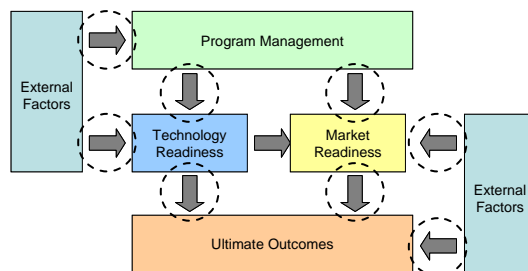 Program Management
External
Factors
Technology
Readiness
Market
Readiness
External
Factors
Ultimate Outcomes